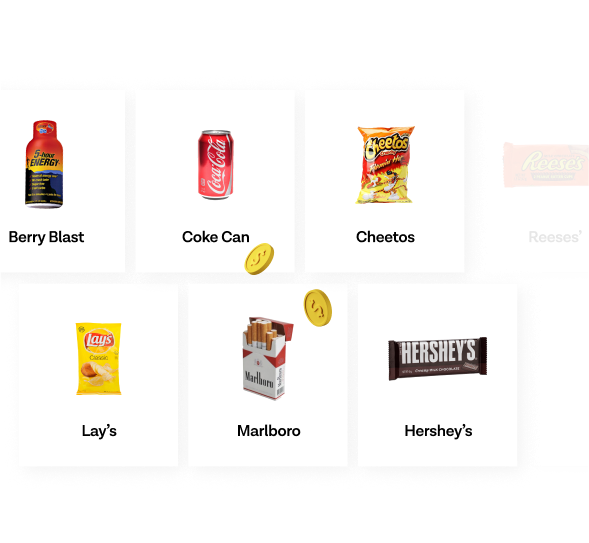 5-hour
ENERGY
Coca-Cola
Cheetos
Flamin' Hot
Reese's
Berry Blast
Coke Can
Cheetos
Reeses'
Lay's
Classic
Marlboro
HERSHEY'S
Lay's
Marlboro
Hershey's